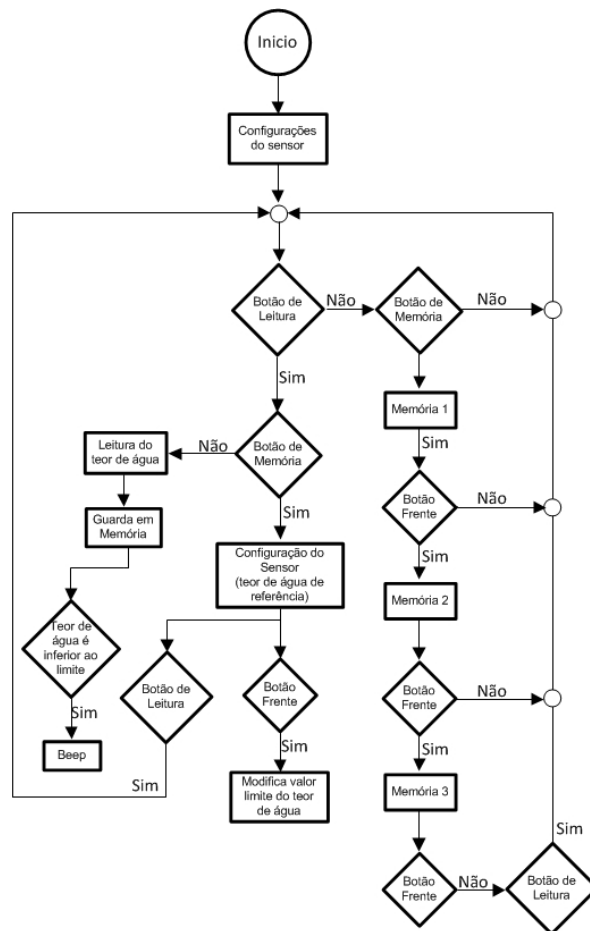 Inicio
Configurações
do sensor
Botão de
Leitura
Não
Botão de
Memória
Não
Sim
Memória 1
Sim
Leitura do
teor de água
Não
Botão de
Memória
Guarda em
Memória
Sim
Botão
Frente
Não
Sim
Configuração do
Sensor
(teor de água de
referência)
Memória 2
Teor de
água é
inferior ao
limite
Sim
Beep
Botão de
Leitura
Sim
Botão
Frente
Sim
Modifica valor
limite do teor
de água
Botão
Frente
Não
Sim
Memória 3
Botão
Frente
Não
Botão de
Leitura
Sim